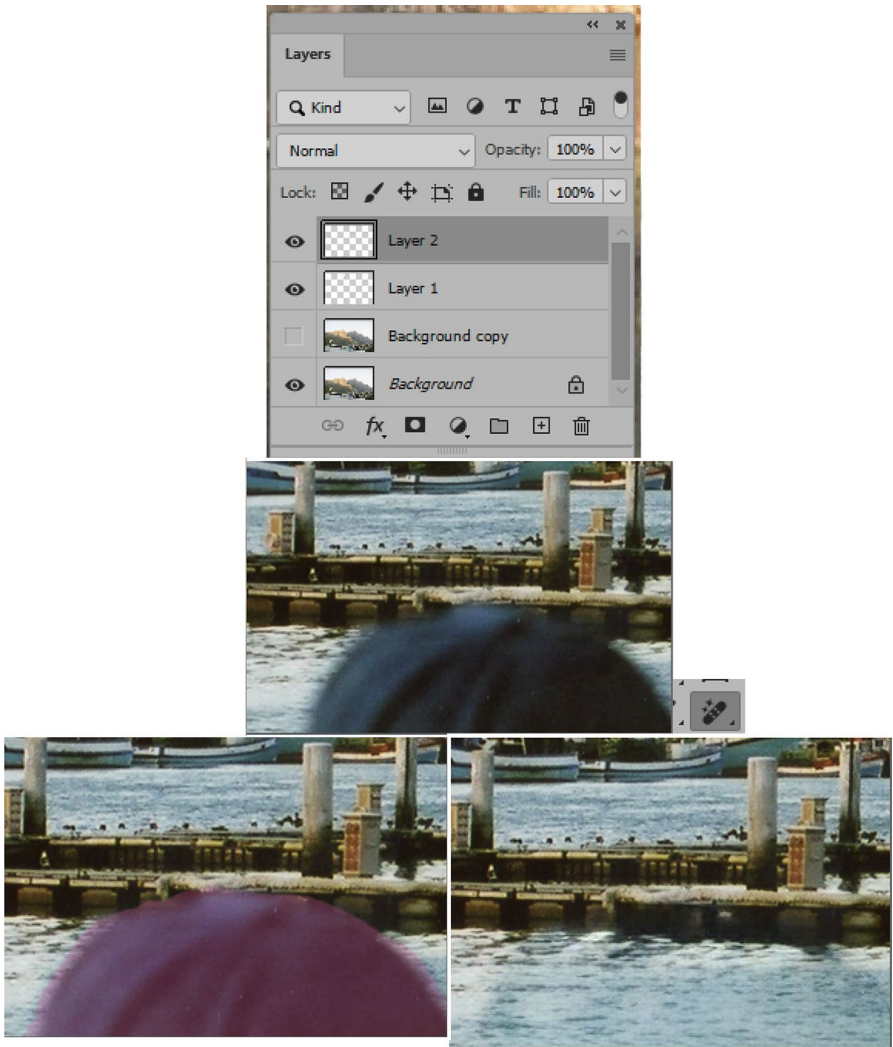 Layers
Kind
Normal Opacity: 100%
Lock: Fill: 100%
Layer 2
Layer 1
Background copy
Background
fx